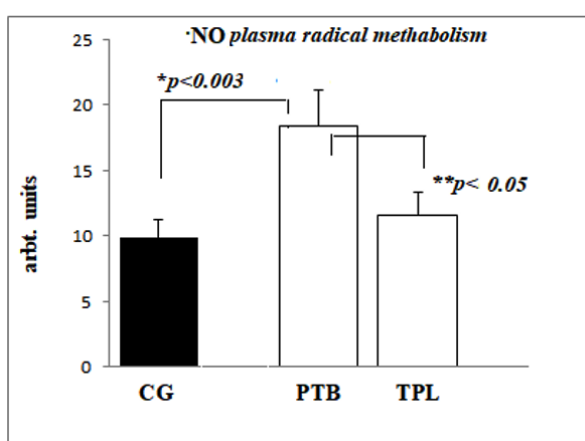 ·NO plasma radical methabolism
25
*p<0.003
20
15
**p< 0.05
10
5
0
arbt. units
CG PTB TPL